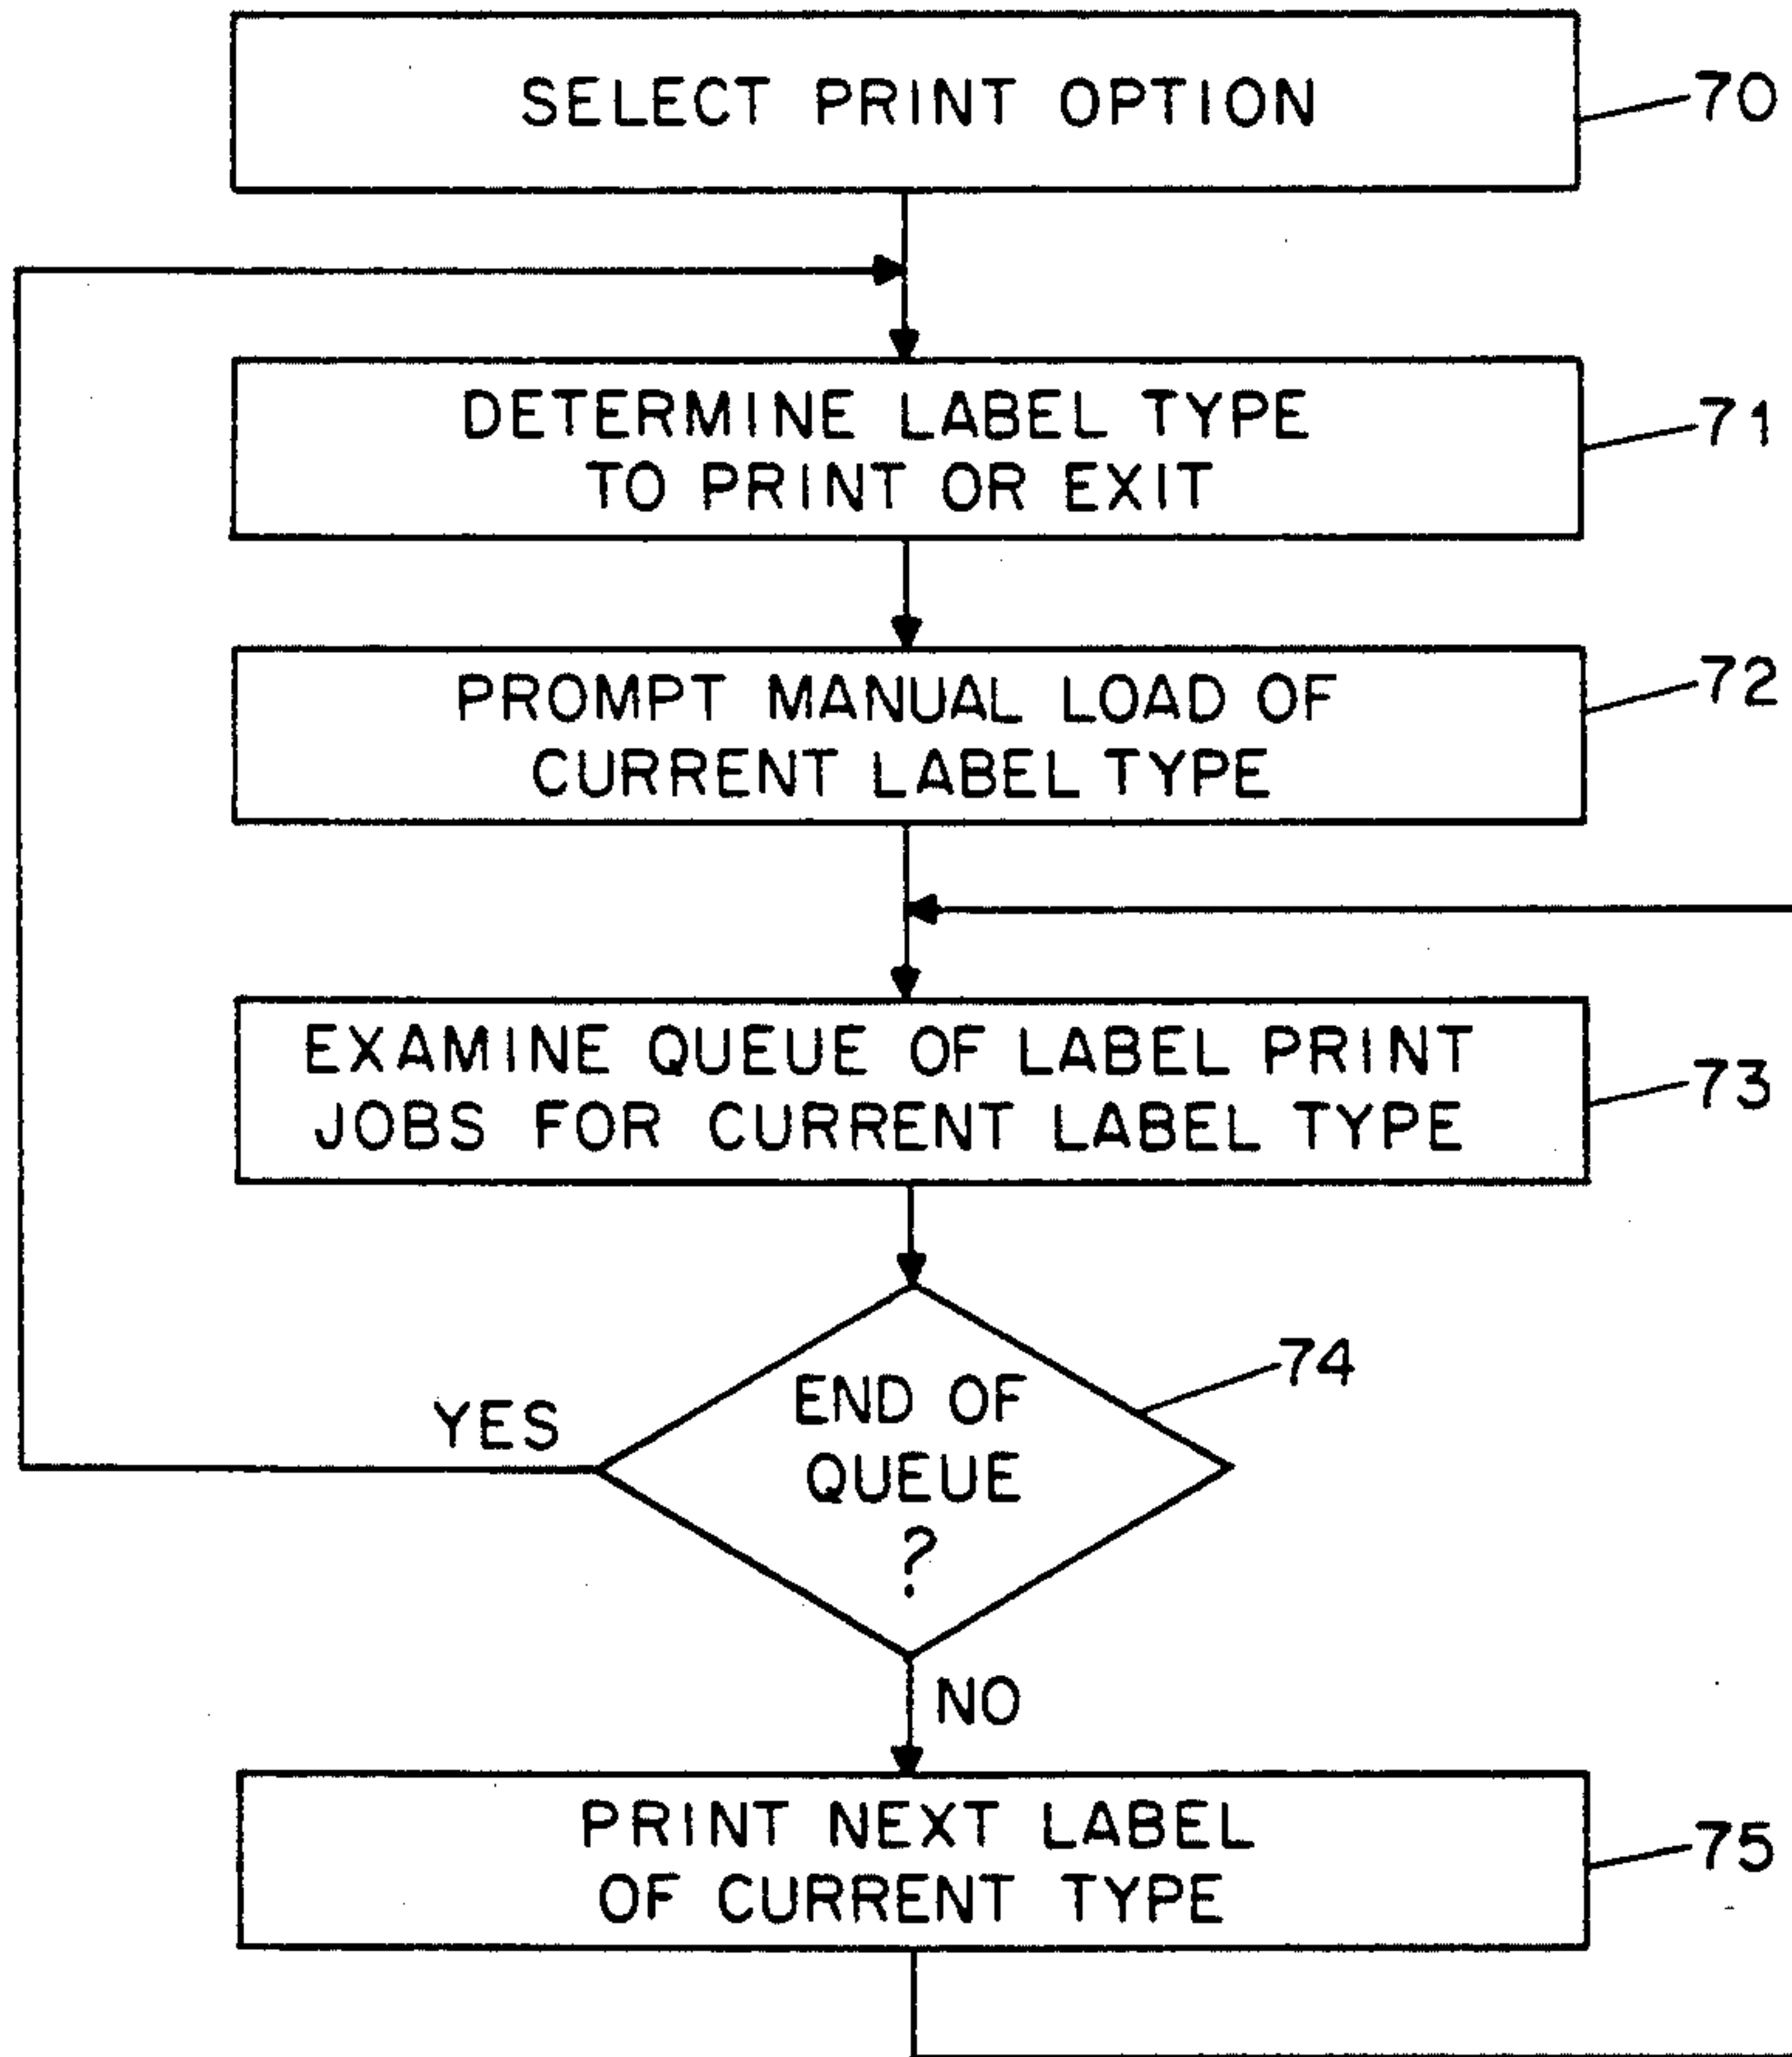 SELECT PRINT OPTION
70
DETERMINE LABEL TYPE
TO PRINT OR EXIT
71
PROMPT MANUAL LOAD OF
CURRENT LABEL TYPE
72
EXAMINE QUEUE OF LABEL PRINT
JOBS FOR CURRENT LABEL TYPE
73
END OF
QUEUE
?
74
YES
NO
PRINT NEXT LABEL
OF CURRENT TYPE
75